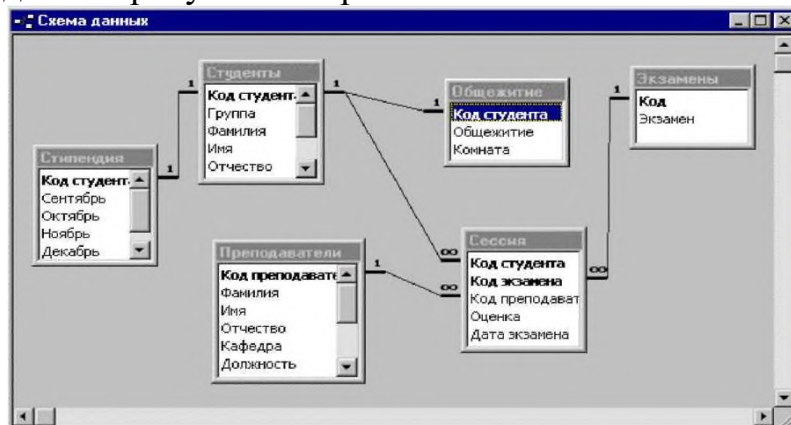 Схема данных
Студенты
Код студент.
Группа
Фамилия
Имя
Отчество
Общежитие
Код студента
Общежитие
Комната
Экзамены
Код
Экзамен
Стипендия
Код студент.
Сентябрь
Октябрь
Ноябрь
Декабрь
Преподаватели
Код преподавате
Фамилия
Имя
Отчество
Кафедра
Должность
Сессия
Код студента
Код экзамена
Код преподават
Оценка
Дата экзамена
1
1
1
1
1
1
∞
∞
∞